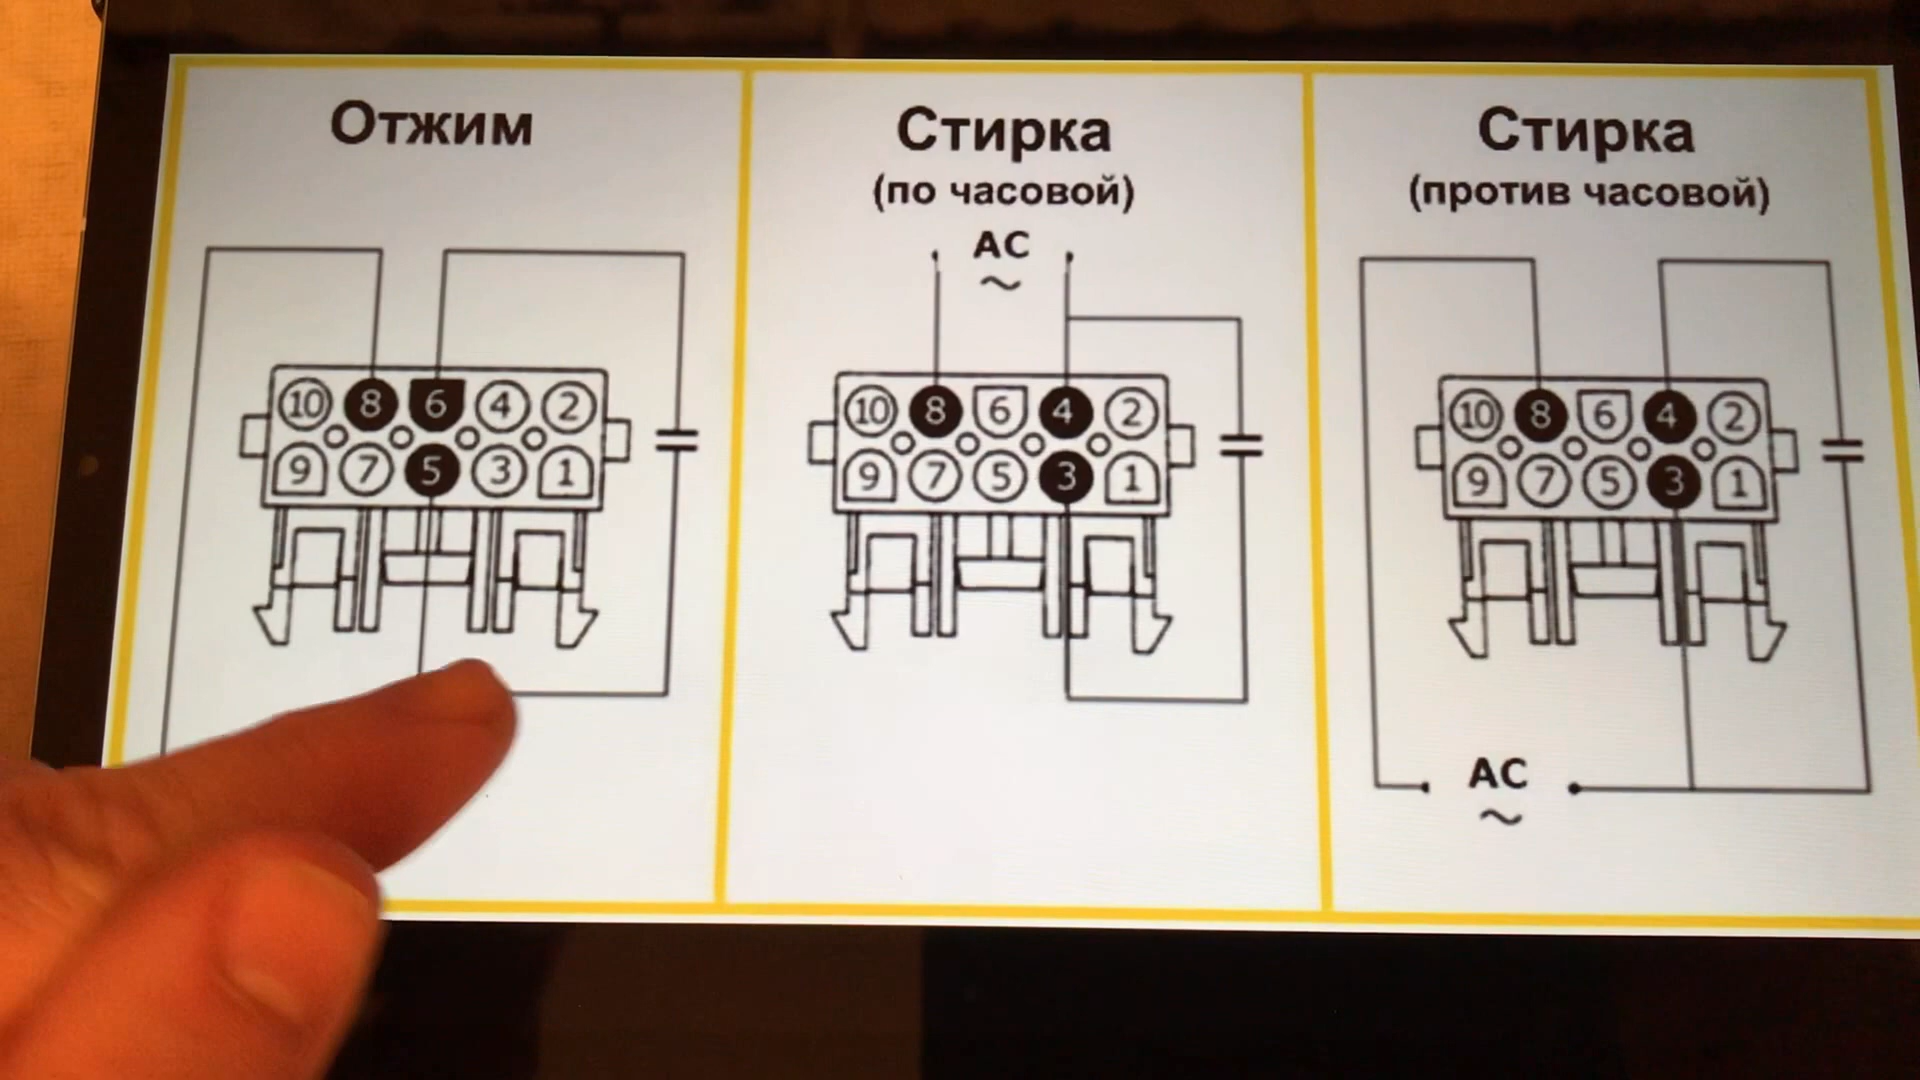 Отжим
10 8 6 4 2
9 7 5 3 1
Стирка
(по часовой)
AC
~
10 8 6 4 2
9 7 5 3 1
Стирка
(против часовой)
10 8 6 4 2
9 7 5 3 1
AC
~